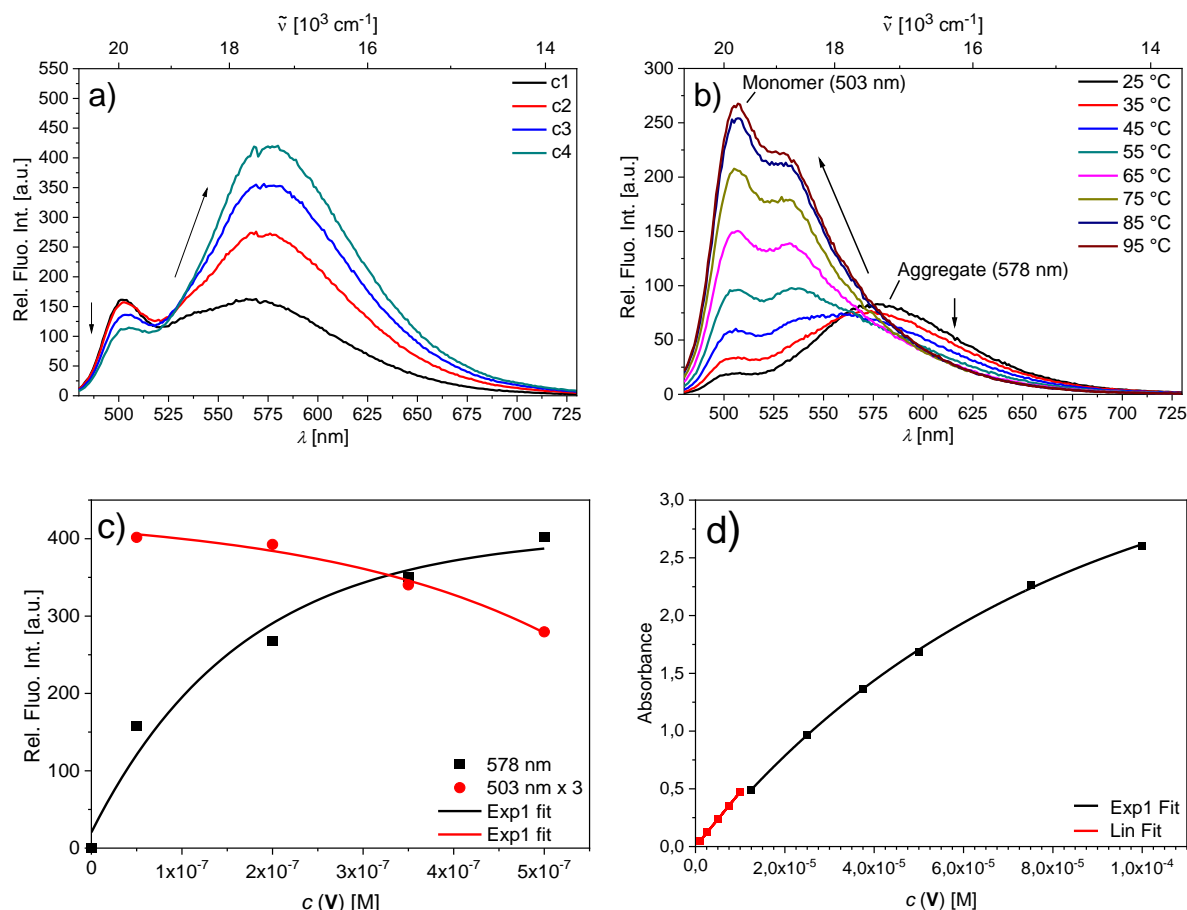 ṽ [10³ cm⁻¹]
20 18 16 14
550
500
450
400
350
300
250
200
150
100
50
0
Rel. Fluo. Int. [a.u.]
a)
c1
c2
c3
c4
500 525 550 575 600 625 650 675 700 725
λ [nm]
ṽ [10³ cm⁻¹]
20 18 16 14
300
250
200
150
100
50
0
Rel. Fluo. Int. [a.u.]
b)
Monomer (503 nm)
Aggregate (578 nm)
25 °C
35 °C
45 °C
55 °C
65 °C
75 °C
85 °C
95 °C
500 525 550 575 600 625 650 675 700 725
λ [nm]
400
300
200
100
0
Rel. Fluo. Int. [a.u.]
c)
578 nm
503 nm x 3
Exp1 fit
Exp1 fit
0 1x10⁻⁷ 2x10⁻⁷ 3x10⁻⁷ 4x10⁻⁷ 5x10⁻⁷
c (V) [M]
3,0
2,5
2,0
1,5
1,0
0,5
0,0
Absorbance
d)
Exp1 Fit
Lin Fit
2,0x10⁻⁵ 4,0x10⁻⁵ 6,0x10⁻⁵ 8,0x10⁻⁵ 1,0x10⁻⁴
c (V) [M]